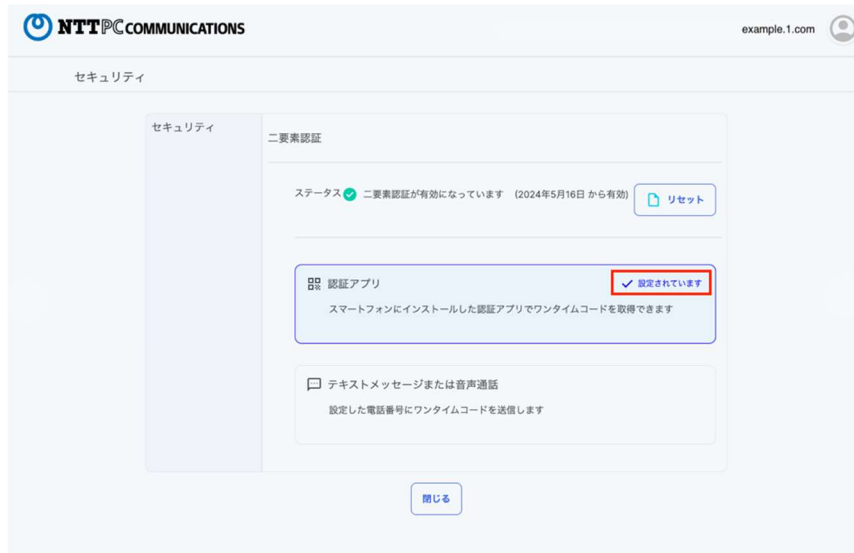 NTTPC COMMUNICATIONS
example.1.com
セキュリティ
セキュリティ
二要素認証
ステータス 二要素認証が有効になっています (2024年5月16日 から有効)
リセット
認証アプリ
設定されています
スマートフォンにインストールした認証アプリでワンタイムコードを取得できます
テキストメッセージまたは音声通話
設定した電話番号にワンタイムコードを送信します
閉じる